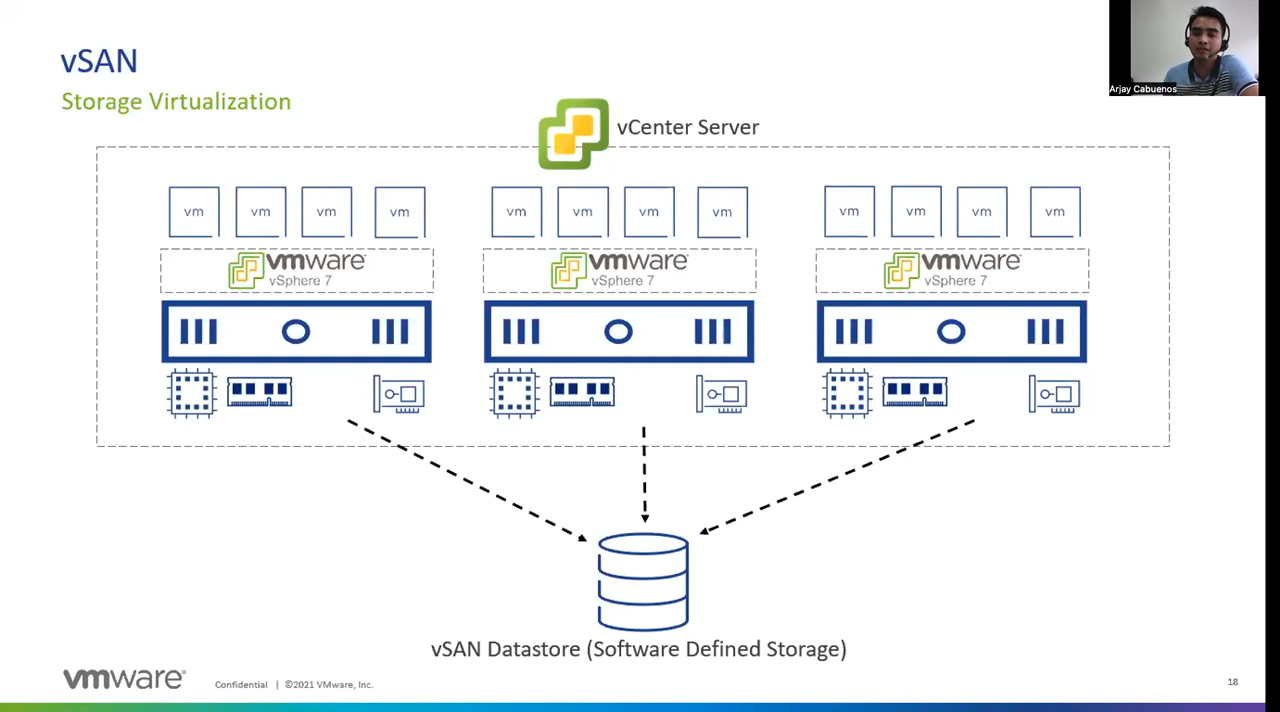 vSAN
Storage Virtualization
Arjay Cabuenos
vCenter Server
vm vm vm vm vm vm vm vm vm vm vm vm
vmware vmware vmware
vSphere 7 vSphere 7 vSphere 7
vSAN Datastore (Software Defined Storage)
vmware® Confidential | ©2021 VMware, Inc. 18